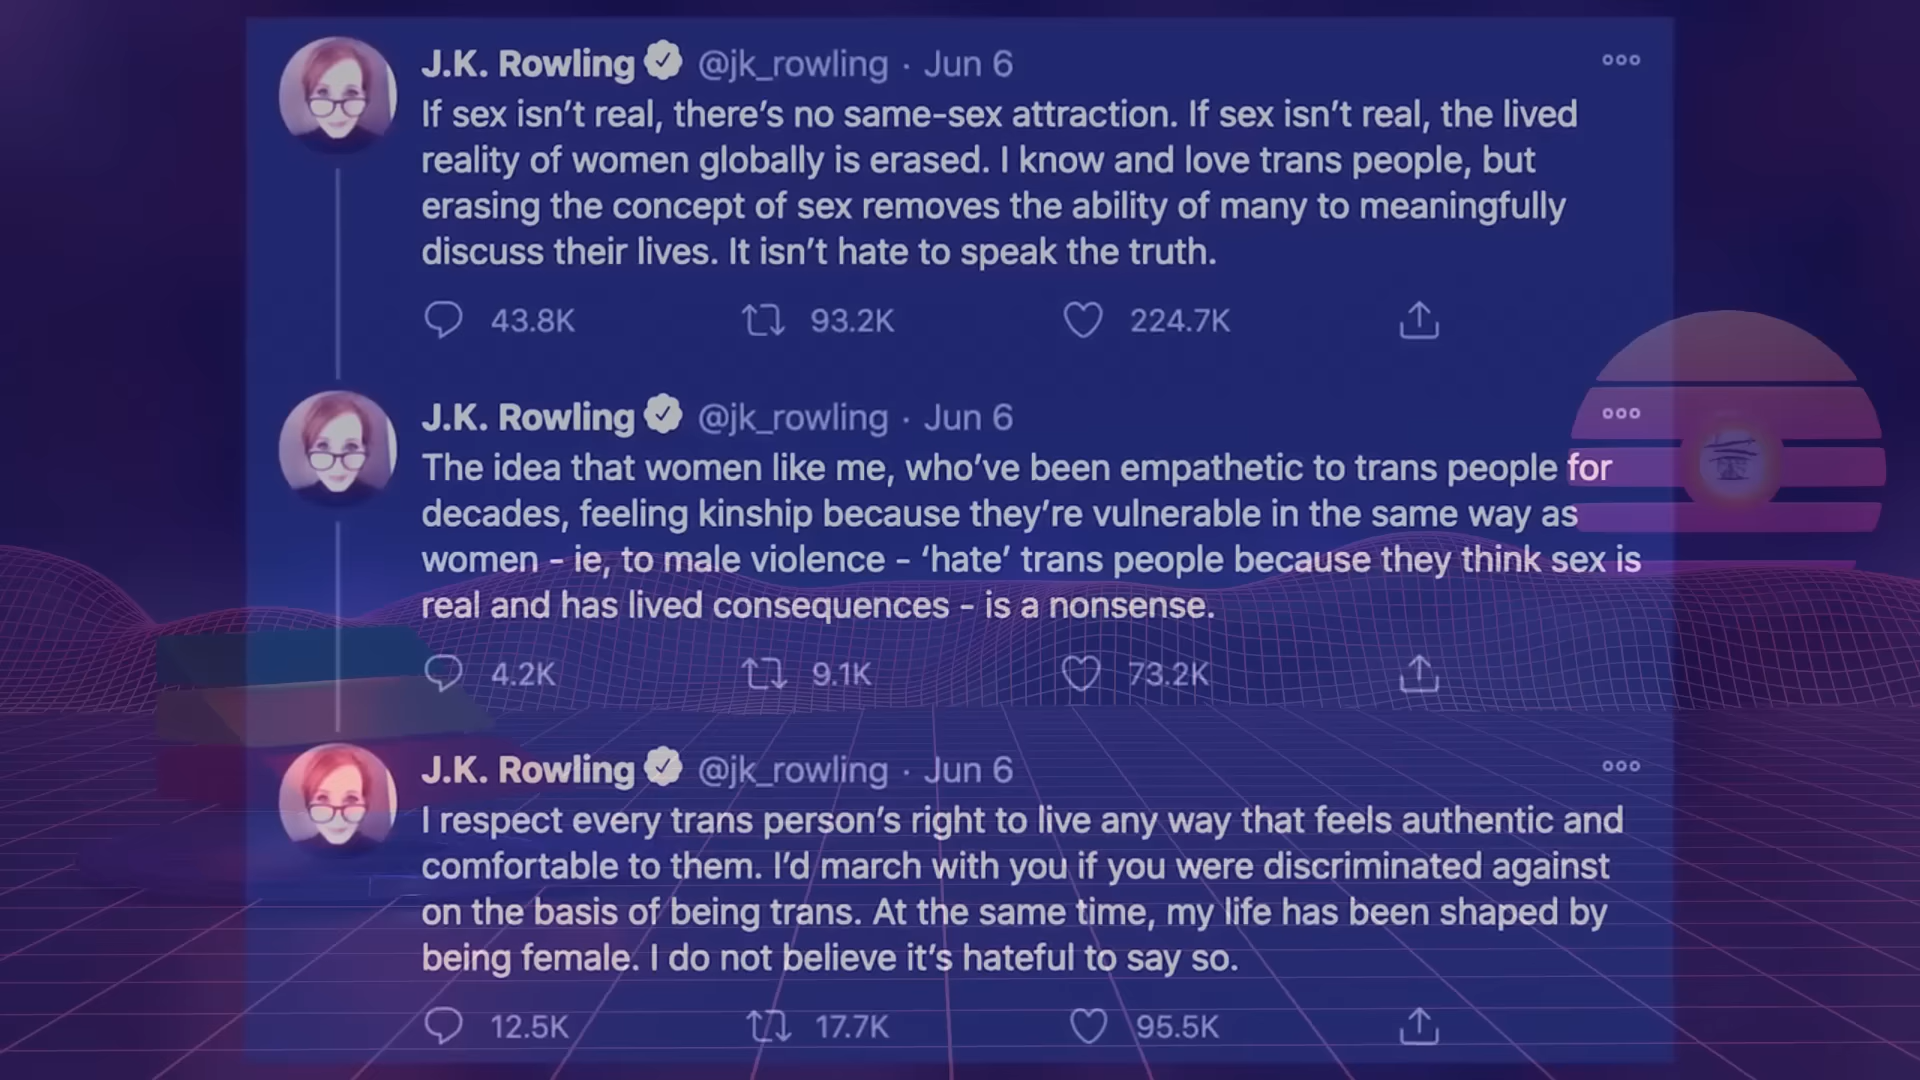 J.K. Rowling @jk_rowling · Jun 6
If sex isn’t real, there’s no same-sex attraction. If sex isn’t real, the lived
reality of women globally is erased. I know and love trans people, but
erasing the concept of sex removes the ability of many to meaningfully
discuss their lives. It isn’t hate to speak the truth.
43.8K 93.2K 224.7K
J.K. Rowling @jk_rowling · Jun 6
The idea that women like me, who’ve been empathetic to trans people for
decades, feeling kinship because they’re vulnerable in the same way as
women - ie, to male violence - ‘hate’ trans people because they think sex is
real and has lived consequences - is a nonsense.
4.2K 9.1K 73.2K
J.K. Rowling @jk_rowling · Jun 6
I respect every trans person’s right to live any way that feels authentic and
comfortable to them. I’d march with you if you were discriminated against
on the basis of being trans. At the same time, my life has been shaped by
being female. I do not believe it’s hateful to say so.
12.5K 17.7K 95.5K